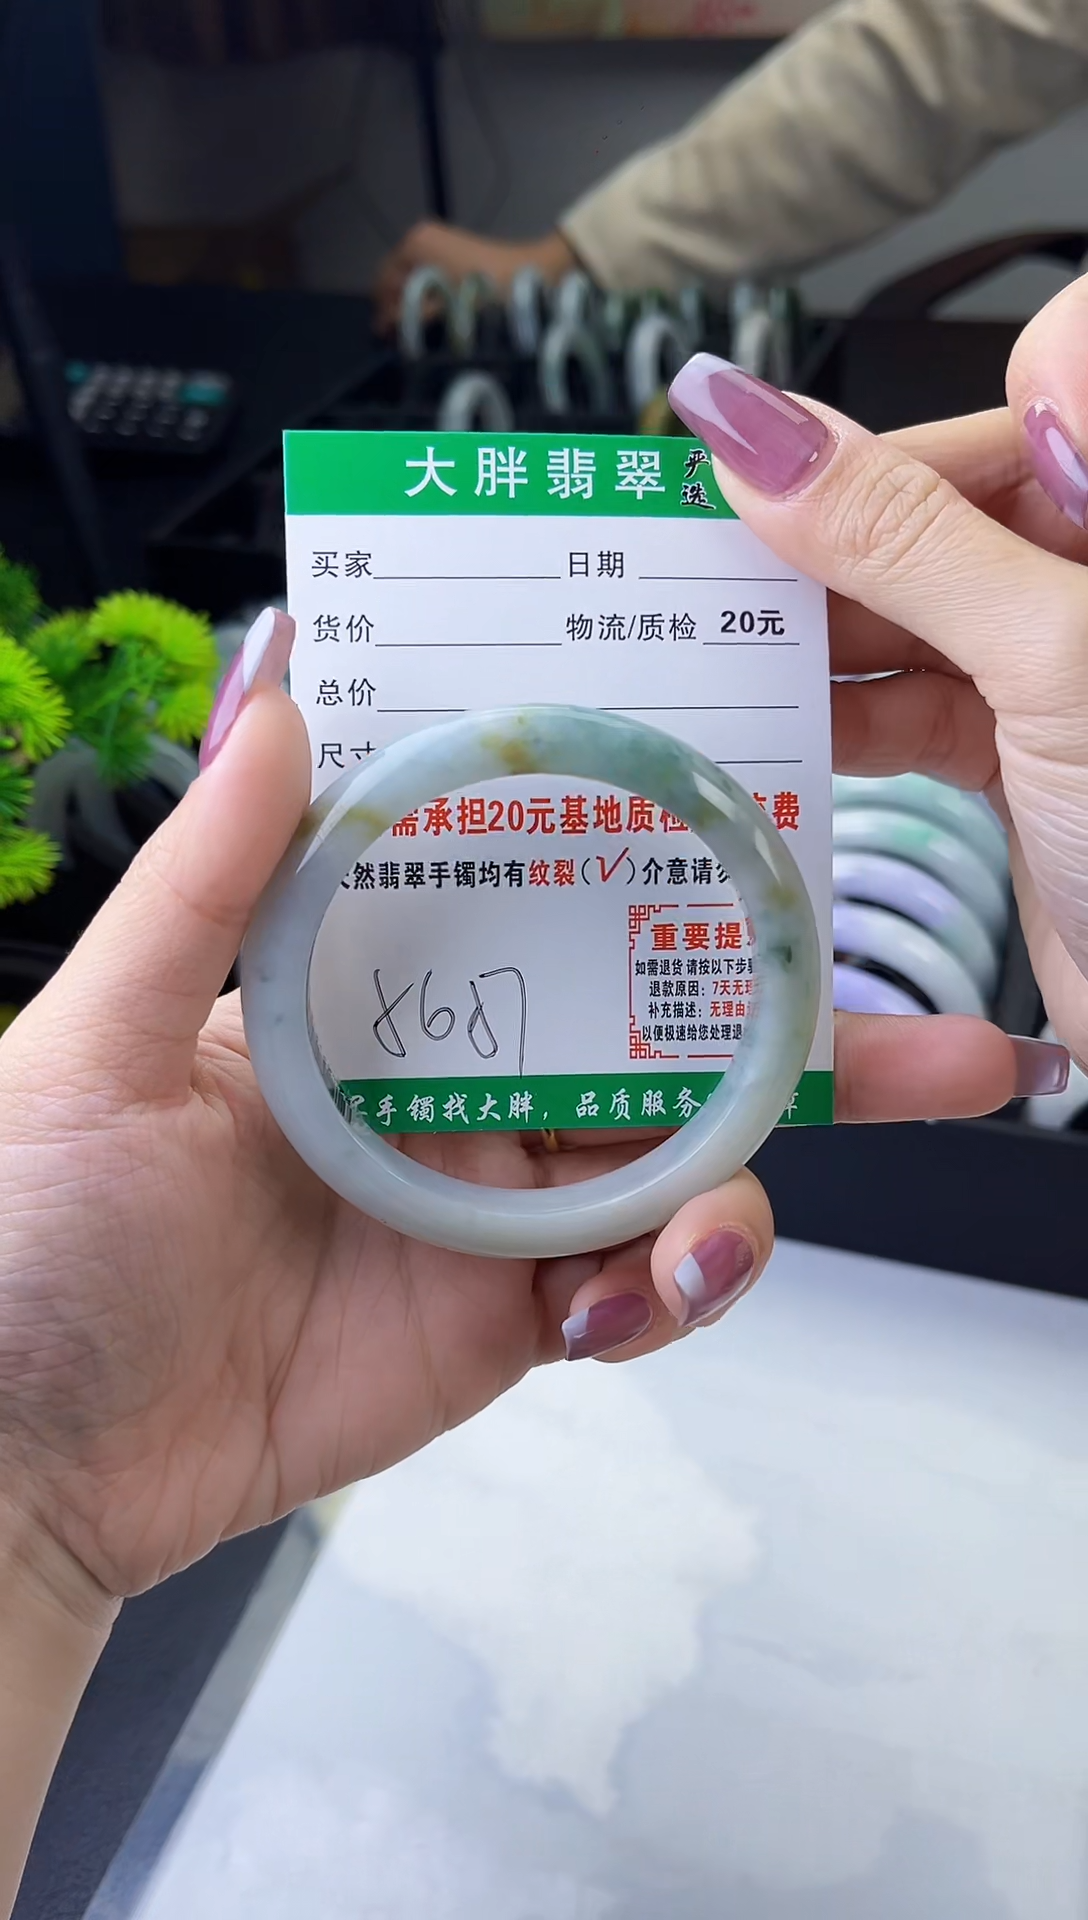 大胖翡翠 严选
买家 日期
货价 物流/质检 20元
总价
尺寸
需承担20元基地质检
费
然翡翠手镯均有纹裂(√)介意请勿
重要提
如需退货 请按以下步
退款原因：7天无理
补充描述：无理由
以便极速给您处理退
8687
手镯找大胖，品质服务